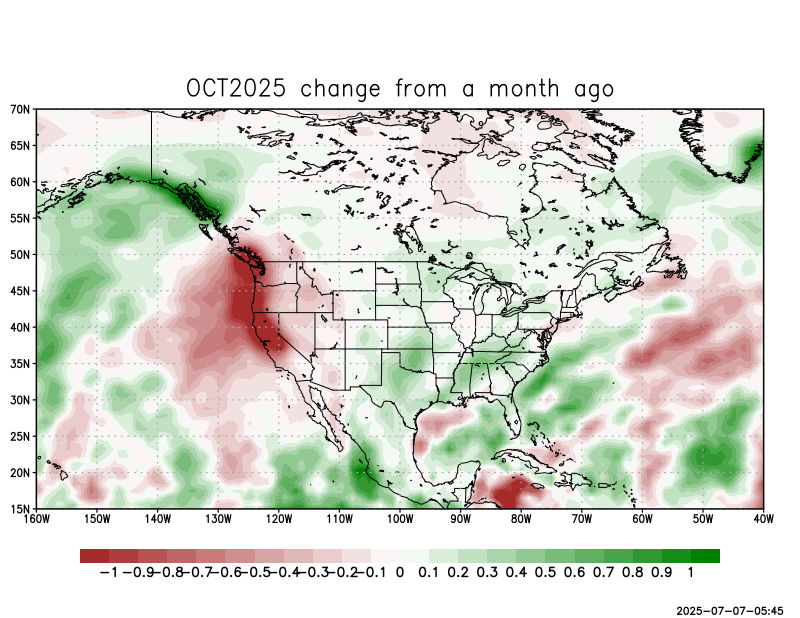 OCT2025 change from a month ago
70N
65N
60N
55N
50N
45N
40N
35N
30N
25N
20N
15N
160W 150W 140W 130W 120W 110W 100W 90W 80W 70W 60W 50W 40W
-1 -0.9 -0.8 -0.7 -0.6 -0.5 -0.4 -0.3 -0.2 -0.1 0 0.1 0.2 0.3 0.4 0.5 0.6 0.7 0.8 0.9 1
2025-07-07-05:45